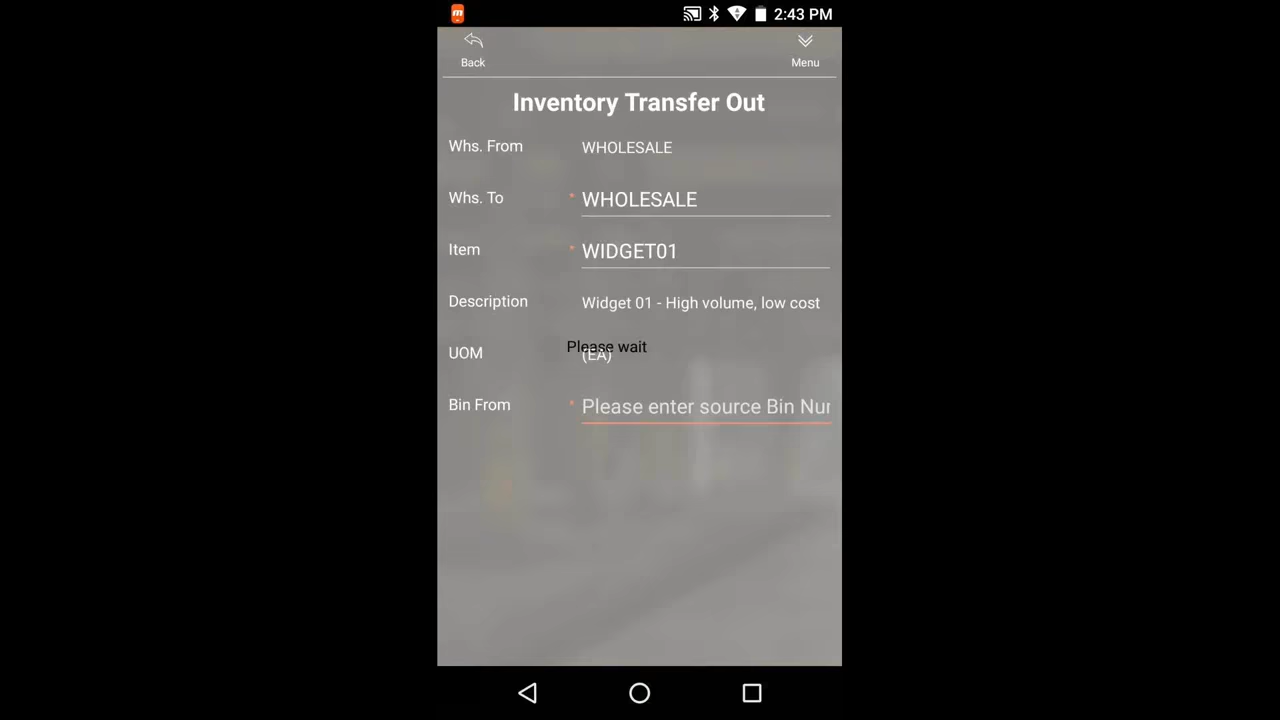 2:43 PM
Back
Menu
Inventory Transfer Out
Whs. From WHOLESALE
Whs. To * WHOLESALE
Item * WIDGET01
Description Widget 01 - High volume, low cost
Please wait
UOM (EA)
Bin From * Please enter source Bin Nur